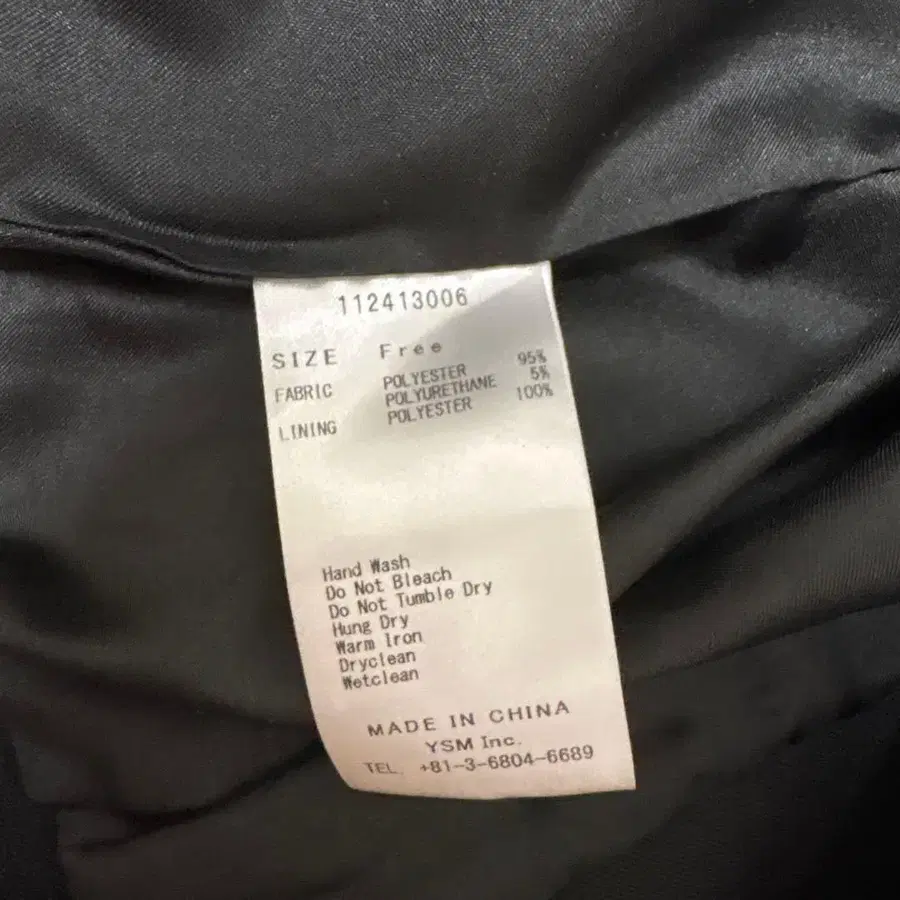 112413006
SIZE Free
FABRIC POLYESTER 95%
POLYURETHANE 5%
LINING POLYESTER 100%
Hand Wash
Do Not Bleach
Do Not Tumble Dry
Hung Dry
Warm Iron
Dryclean
Wetclean
MADE IN CHINA
YSM Inc.
TEL. +81-3-6804-6689